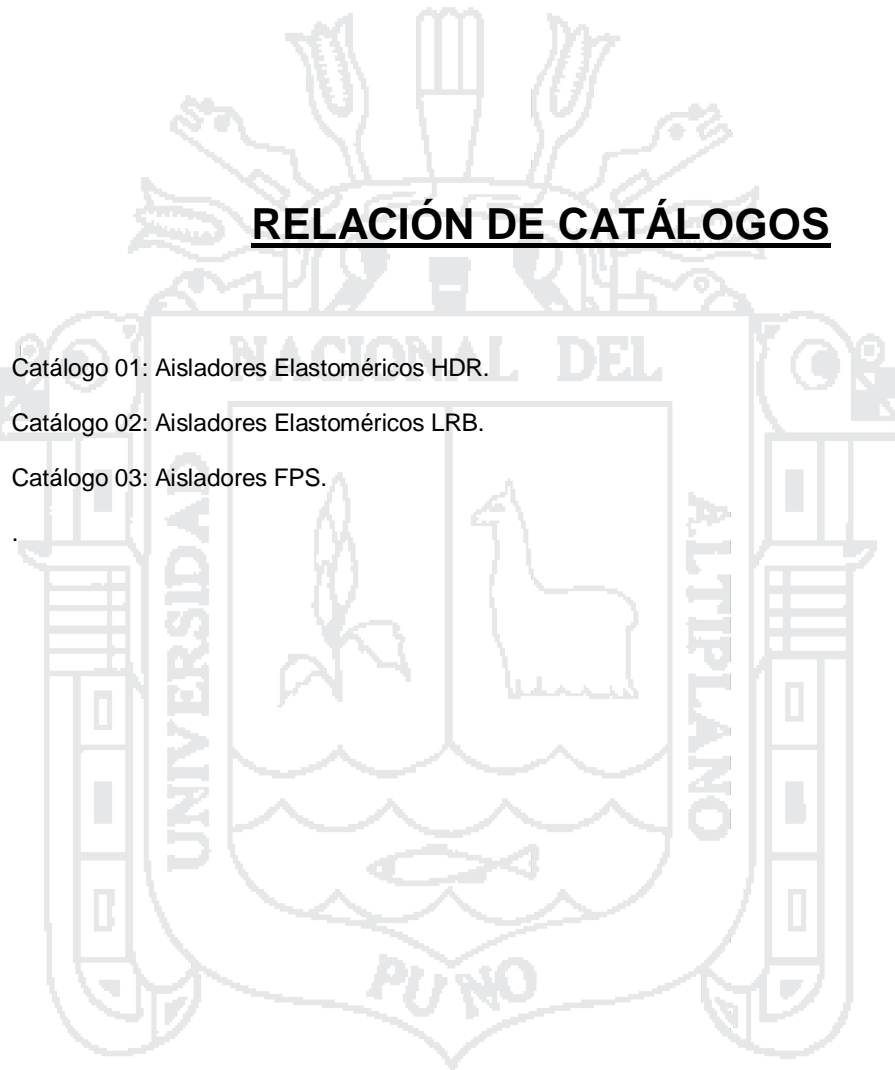 RELACIÓN DE CATÁLOGOS
NACIONAL DEL
Catálogo 01: Aisladores Elastoméricos HDR.
Catálogo 02: Aisladores Elastoméricos LRB.
Catálogo 03: Aisladores FPS.
.
UNIVERSIDAD
ALTIPLANO
PUNO